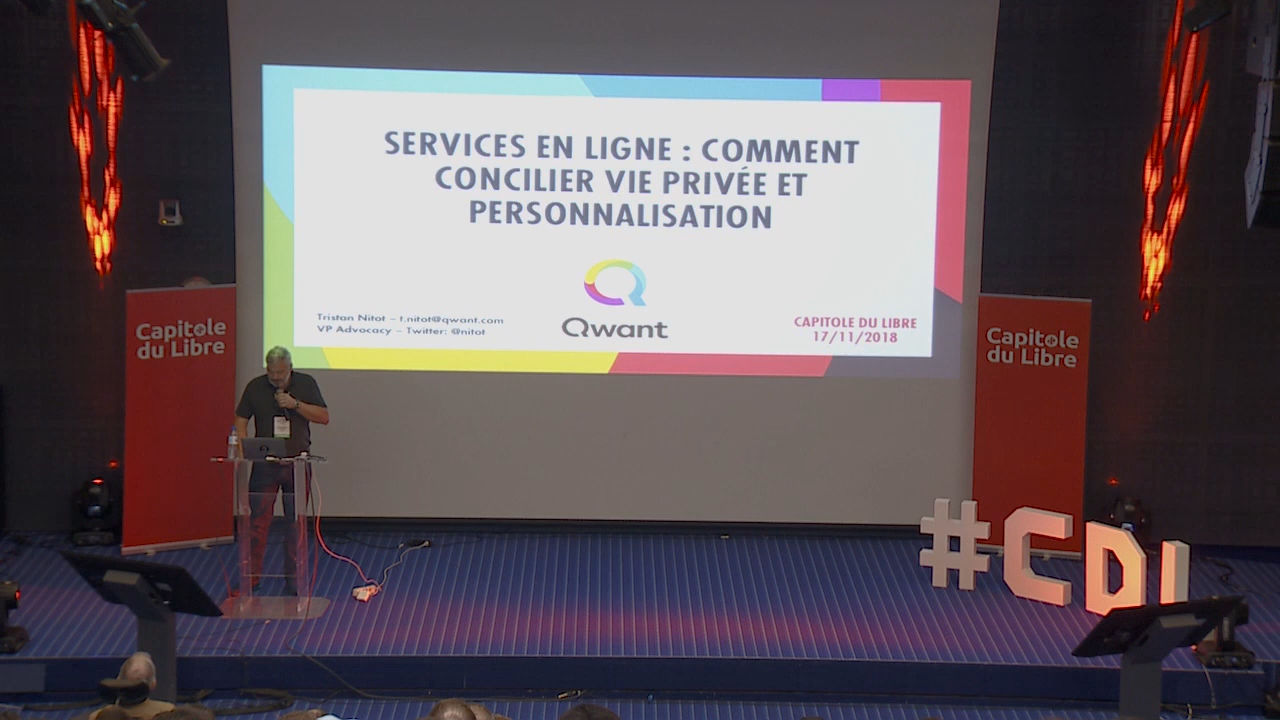 SERVICES EN LIGNE : COMMENT
CONCILIER VIE PRIVÉE ET
PERSONNALISATION
Qwant
Tristan Nitot – t.nitot@qwant.com
VP Advocacy – Twitter: @nitot
CAPITOLE DU LIBRE
17/11/2018
Capitole
du Libre
Capitole
du Libre
#CDL